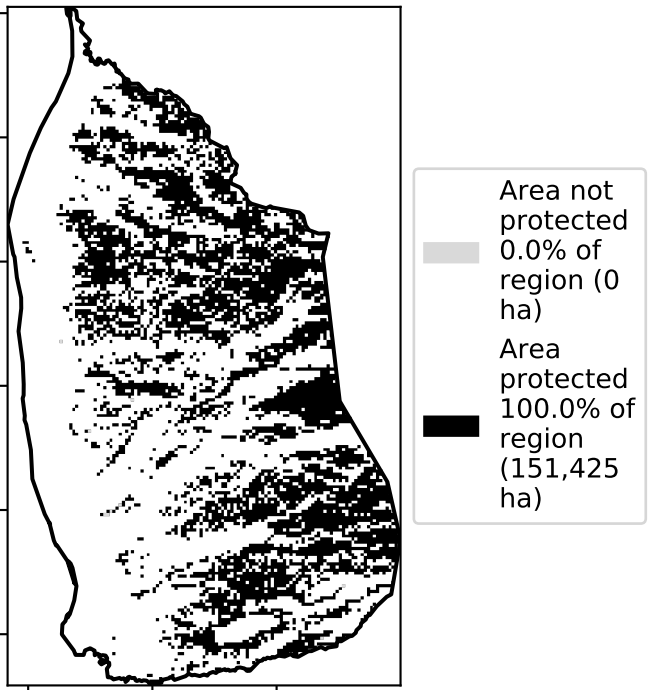 Area not
protected
0.0% of
region (0
ha)
Area
protected
100.0% of
region
(151,425
ha)